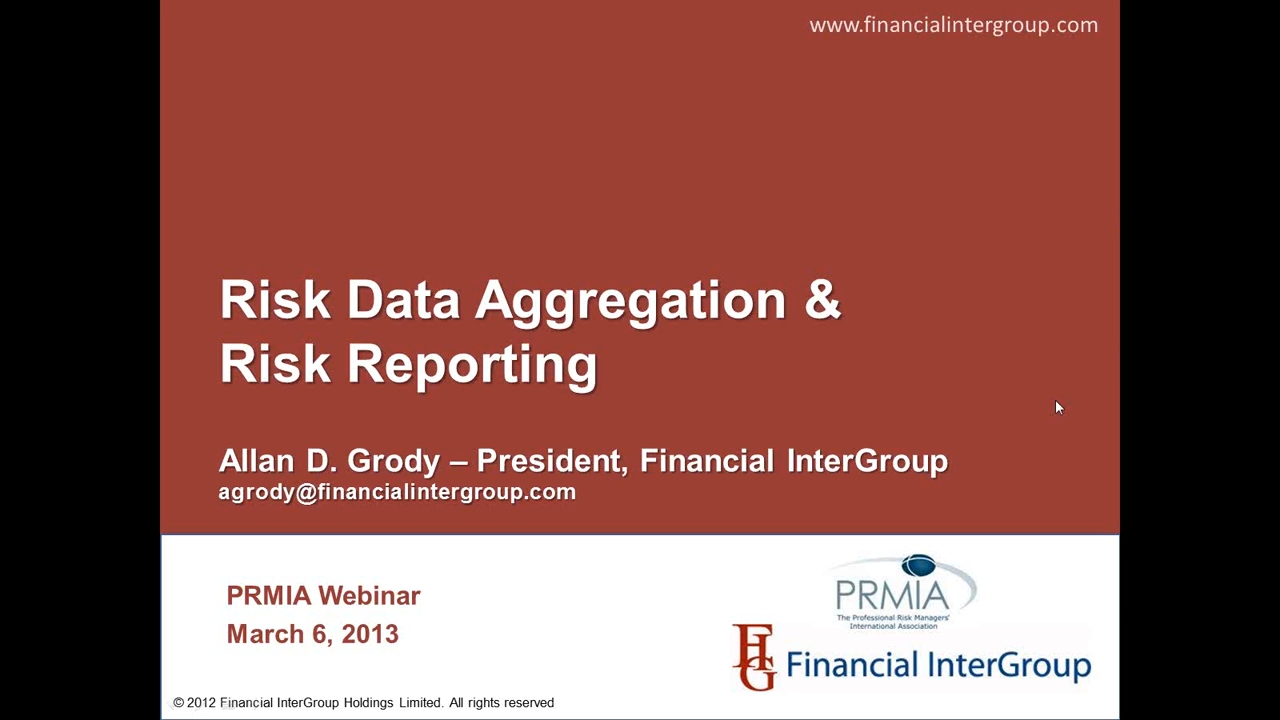 www.financialintergroup.com
Risk Data Aggregation &
Risk Reporting
Allan D. Grody – President, Financial InterGroup
agrody@financialintergroup.com
PRMIA Webinar
March 6, 2013
PRMIA
The Professional Risk Managers'
International Association
FIG
Financial InterGroup
© 2012 Financial InterGroup Holdings Limited. All rights reserved